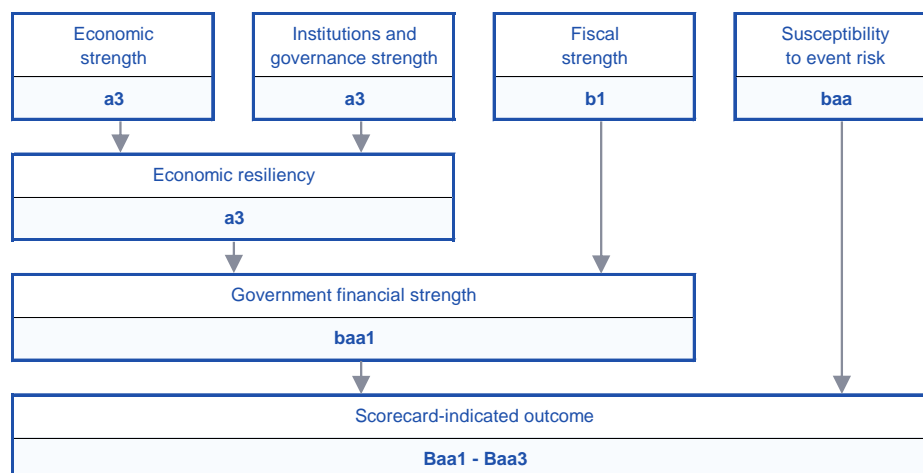 Economic
strength
a3
Institutions and
governance strength
a3
Fiscal
strength
b1
Susceptibility
to event risk
baa
Economic resiliency
a3
Government financial strength
baa1
Scorecard-indicated outcome
Baa1 - Baa3